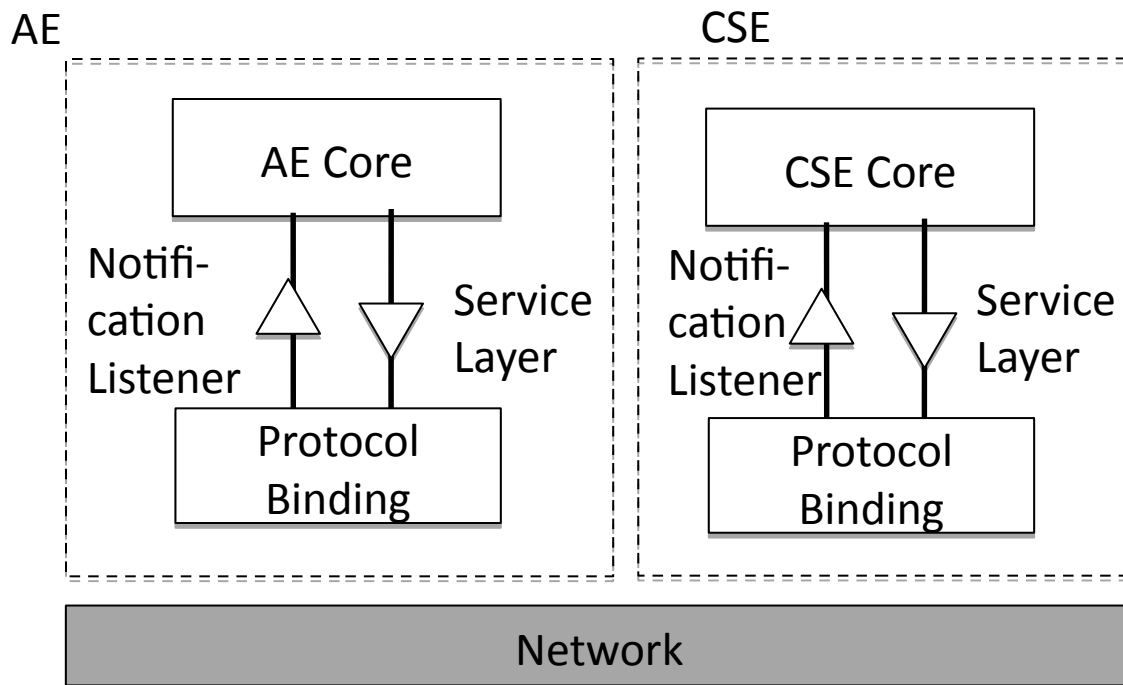 AE
CSE
AE Core
Notifi-
cation
Listener
Service
Layer
Protocol
Binding
CSE Core
Notifi-
cation
Listener
Service
Layer
Protocol
Binding
Network